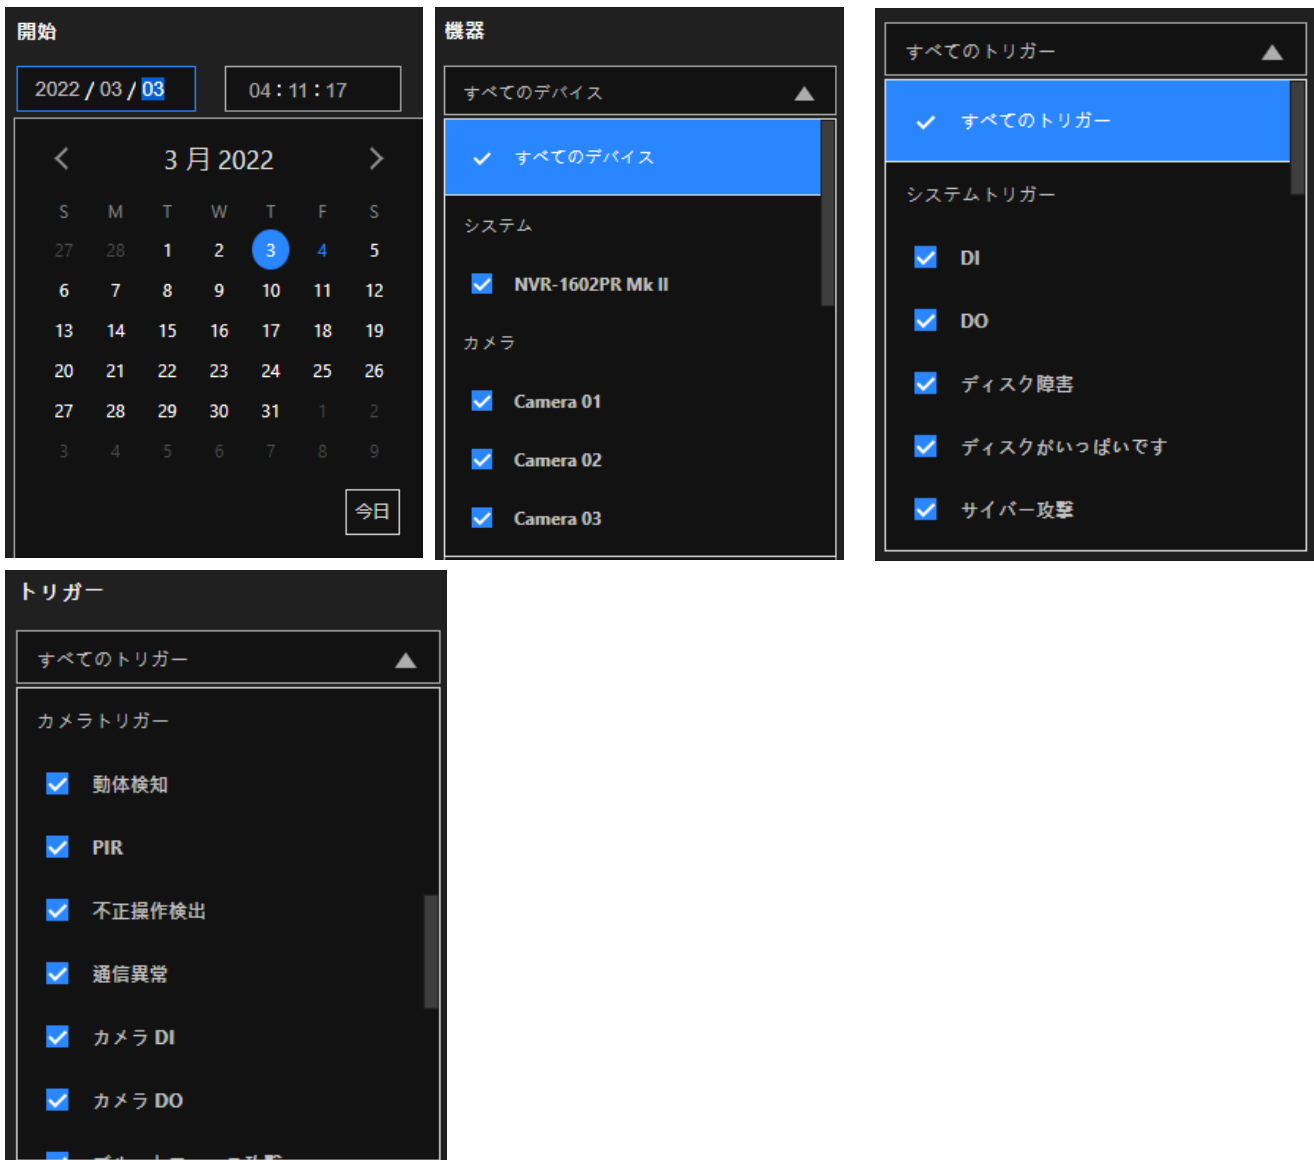 開始
2022 / 03 / 03
04 : 11 : 17
3 月 2022
S M T W T F S
27 28 1 2 3 4 5
6 7 8 9 10 11 12
13 14 15 16 17 18 19
20 21 22 23 24 25 26
27 28 29 30 31 1 2
3 4 5 6 7 8 9
今日
機器
すべてのデバイス
すべてのデバイス
システム
NVR-1602PR Mk II
カメラ
Camera 01
Camera 02
Camera 03
すべてのトリガー
すべてのトリガー
システムトリガー
DI
DO
ディスク障害
ディスクがいっぱいです
サイバー攻撃
トリガー
すべてのトリガー
カメラトリガー
動体検知
PIR
不正操作検出
通信異常
カメラ DI
カメラ DO